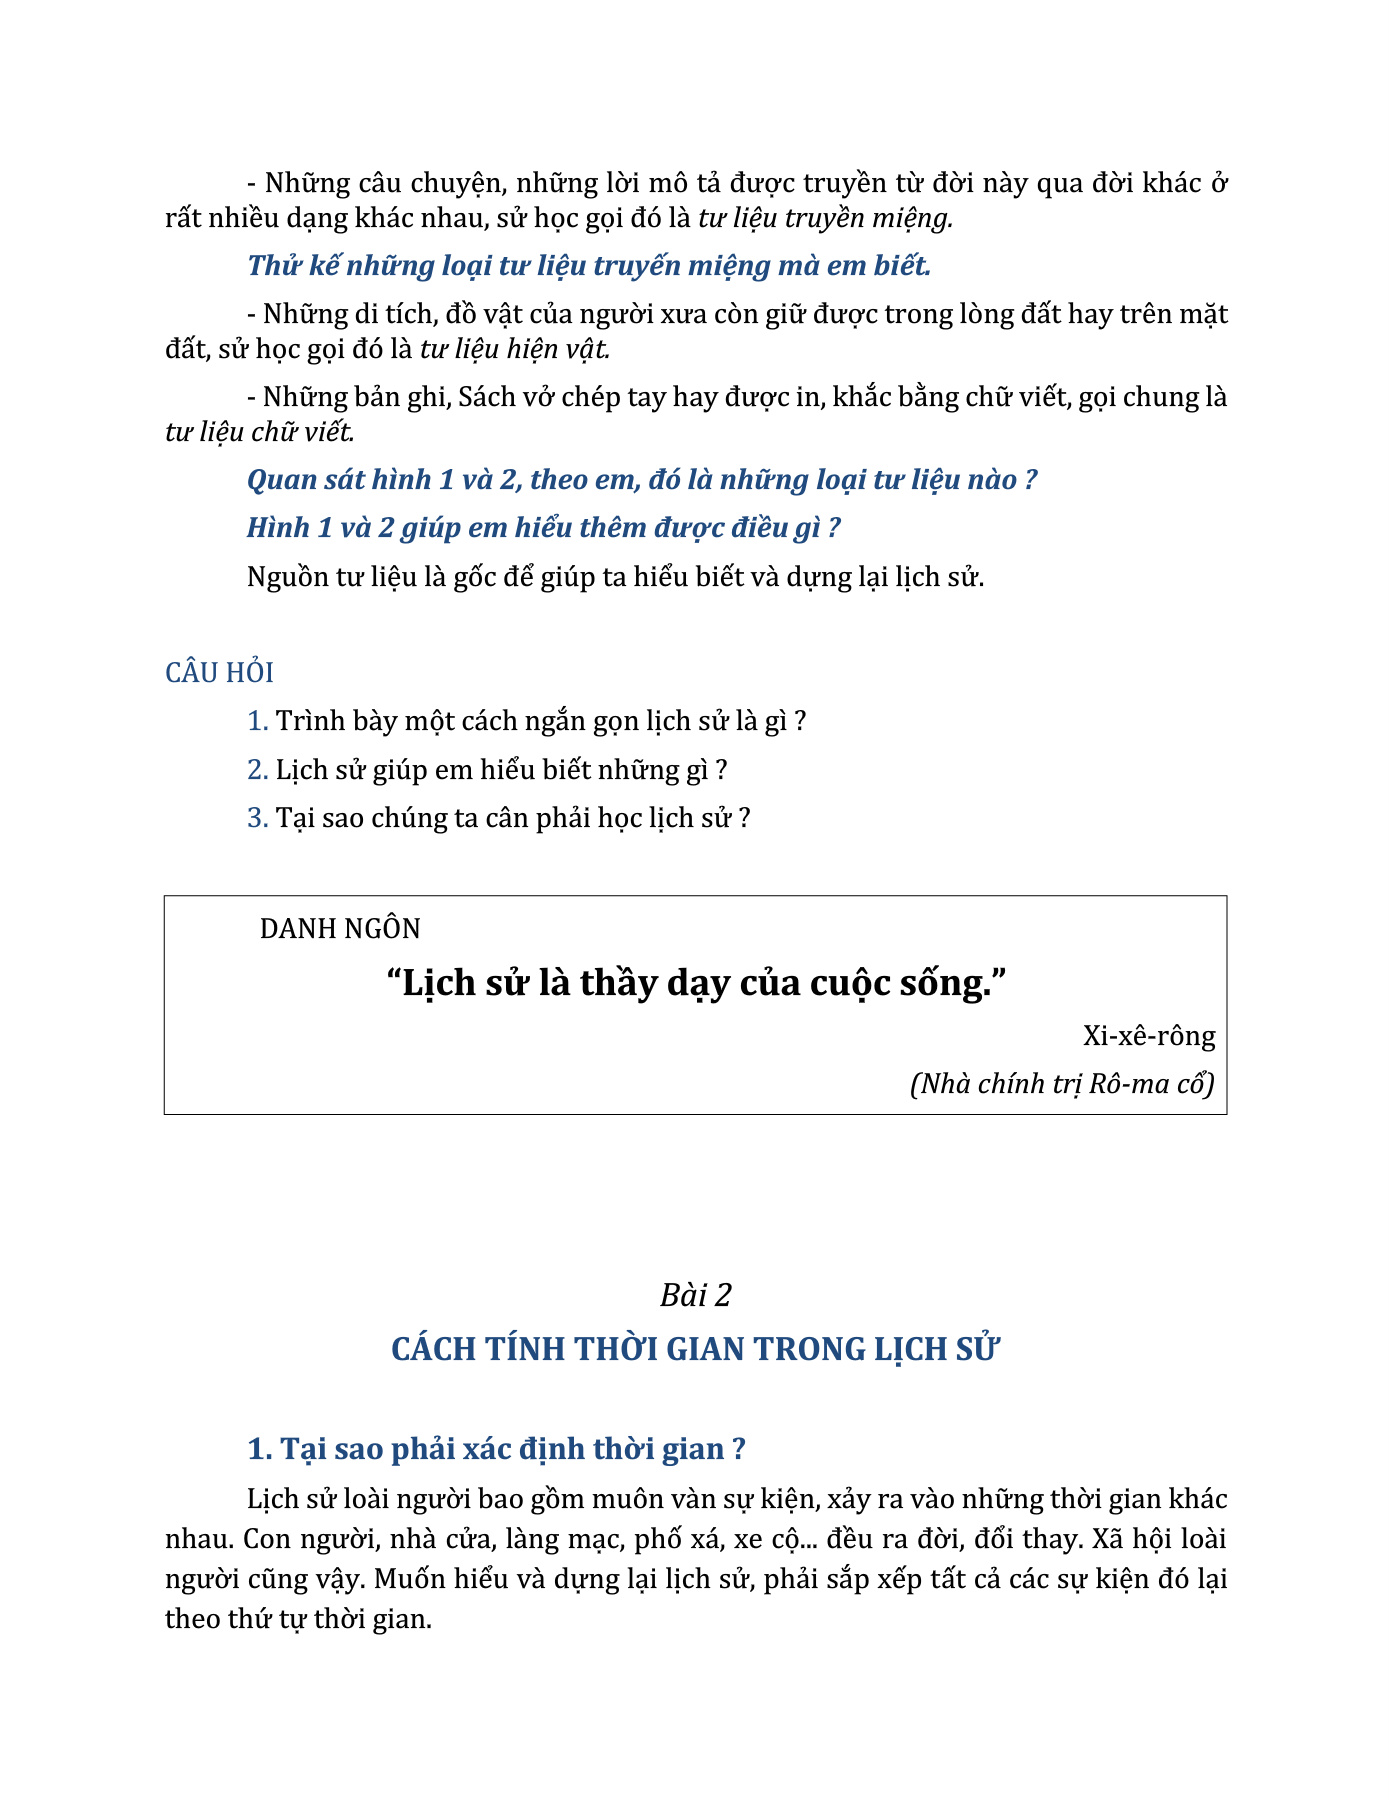 - Những câu chuyện, những lời mô tả được truyền từ đời này qua đời khác ở
rất nhiều dạng khác nhau, sử học gọi đó là tư liệu truyền miệng.
Thử kế những loại tư liệu truyến miệng mà em biết.
- Những di tích, đồ vật của người xưa còn giữ được trong lòng đất hay trên mặt
đất, sử học gọi đó là tư liệu hiện vật.
- Những bản ghi, Sách vở chép tay hay được in, khắc bằng chữ viết, gọi chung là
tư liệu chữ viết.
Quan sát hình 1 và 2, theo em, đó là những loại tư liệu nào ?
Hình 1 và 2 giúp em hiểu thêm được điều gì ?
Nguồn tư liệu là gốc để giúp ta hiểu biết và dựng lại lịch sử.
CÂU HỎI
1. Trình bày một cách ngắn gọn lịch sử là gì ?
2. Lịch sử giúp em hiểu biết những gì ?
3. Tại sao chúng ta cân phải học lịch sử ?
DANH NGÔN
“Lịch sử là thầy dạy của cuộc sống.”
Xi-xê-rông
(Nhà chính trị Rô-ma cổ)
Bài 2
CÁCH TÍNH THỜI GIAN TRONG LỊCH SỬ
1. Tại sao phải xác định thời gian ?
Lịch sử loài người bao gồm muôn vàn sự kiện, xảy ra vào những thời gian khác
nhau. Con người, nhà cửa, làng mạc, phố xá, xe cộ... đều ra đời, đổi thay. Xã hội loài
người cũng vậy. Muốn hiểu và dựng lại lịch sử, phải sắp xếp tất cả các sự kiện đó lại
theo thứ tự thời gian.